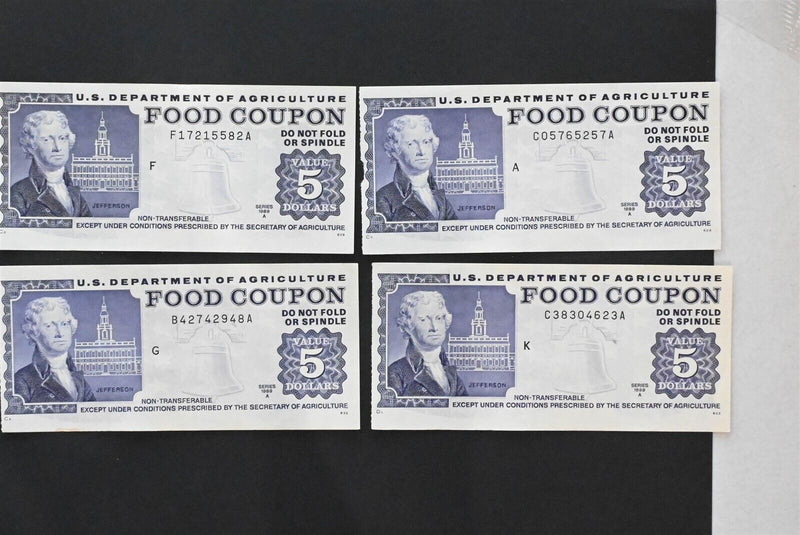 U.S. DEPARTMENT OF AGRICULTURE
FOOD COUPON
F17215582A
DO NOT FOLD
OR SPINDLE
F
VALUE
5
DOLLARS
JEFFERSON
NON-TRANSFERABLE
SERIES
1989
A
EXCEPT UNDER CONDITIONS PRESCRIBED BY THE SECRETARY OF AGRICULTURE
U.S. DEPARTMENT OF AGRICULTURE
FOOD COUPON
C05765257A
DO NOT FOLD
OR SPINDLE
A
VALUE
5
DOLLARS
JEFFERSON
NON-TRANSFERABLE
SERIES
1988
A
EXCEPT UNDER CONDITIONS PRESCRIBED BY THE SECRETARY OF AGRICULTURE
U.S. DEPARTMENT OF AGRICULTURE
FOOD COUPON
B42742948A
DO NOT FOLD
OR SPINDLE
G
VALUE
5
DOLLARS
JEFFERSON
NON-TRANSFERABLE
SERIES
1989
A
EXCEPT UNDER CONDITIONS PRESCRIBED BY THE SECRETARY OF AGRICULTURE
U.S. DEPARTMENT OF AGRICULTURE
FOOD COUPON
C38304623A
DO NOT FOLD
OR SPINDLE
K
VALUE
5
DOLLARS
JEFFERSON
NON-TRANSFERABLE
SERIES
1988
A
EXCEPT UNDER CONDITIONS PRESCRIBED BY THE SECRETARY OF AGRICULTURE